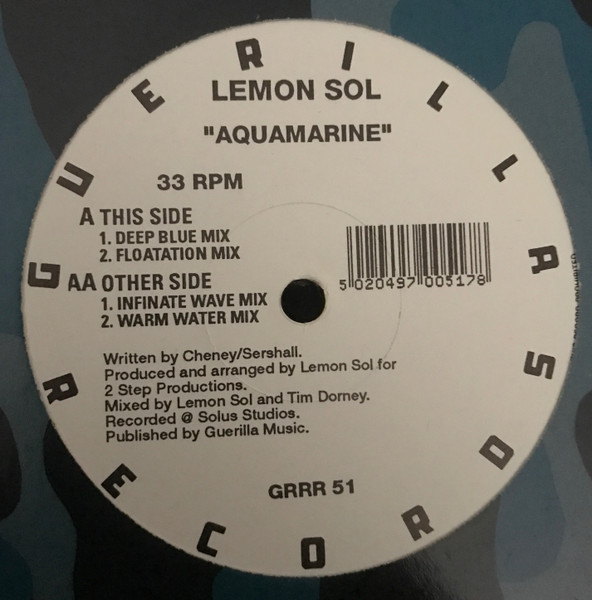 GUERILLA RECORDS
LEMON SOL
"AQUAMARINE"
33 RPM
A THIS SIDE
1. DEEP BLUE MIX
2. FLOATATION MIX
AA OTHER SIDE
1. INFINATE WAVE MIX
2. WARM WATER MIX
5 020497 005178
Written by Cheney/Sershall.
Produced and arranged by Lemon Sol for
2 Step Productions.
Mixed by Lemon Sol and Tim Dorney.
Recorded @ Solus Studios.
Published by Guerilla Music.
GRRR 51